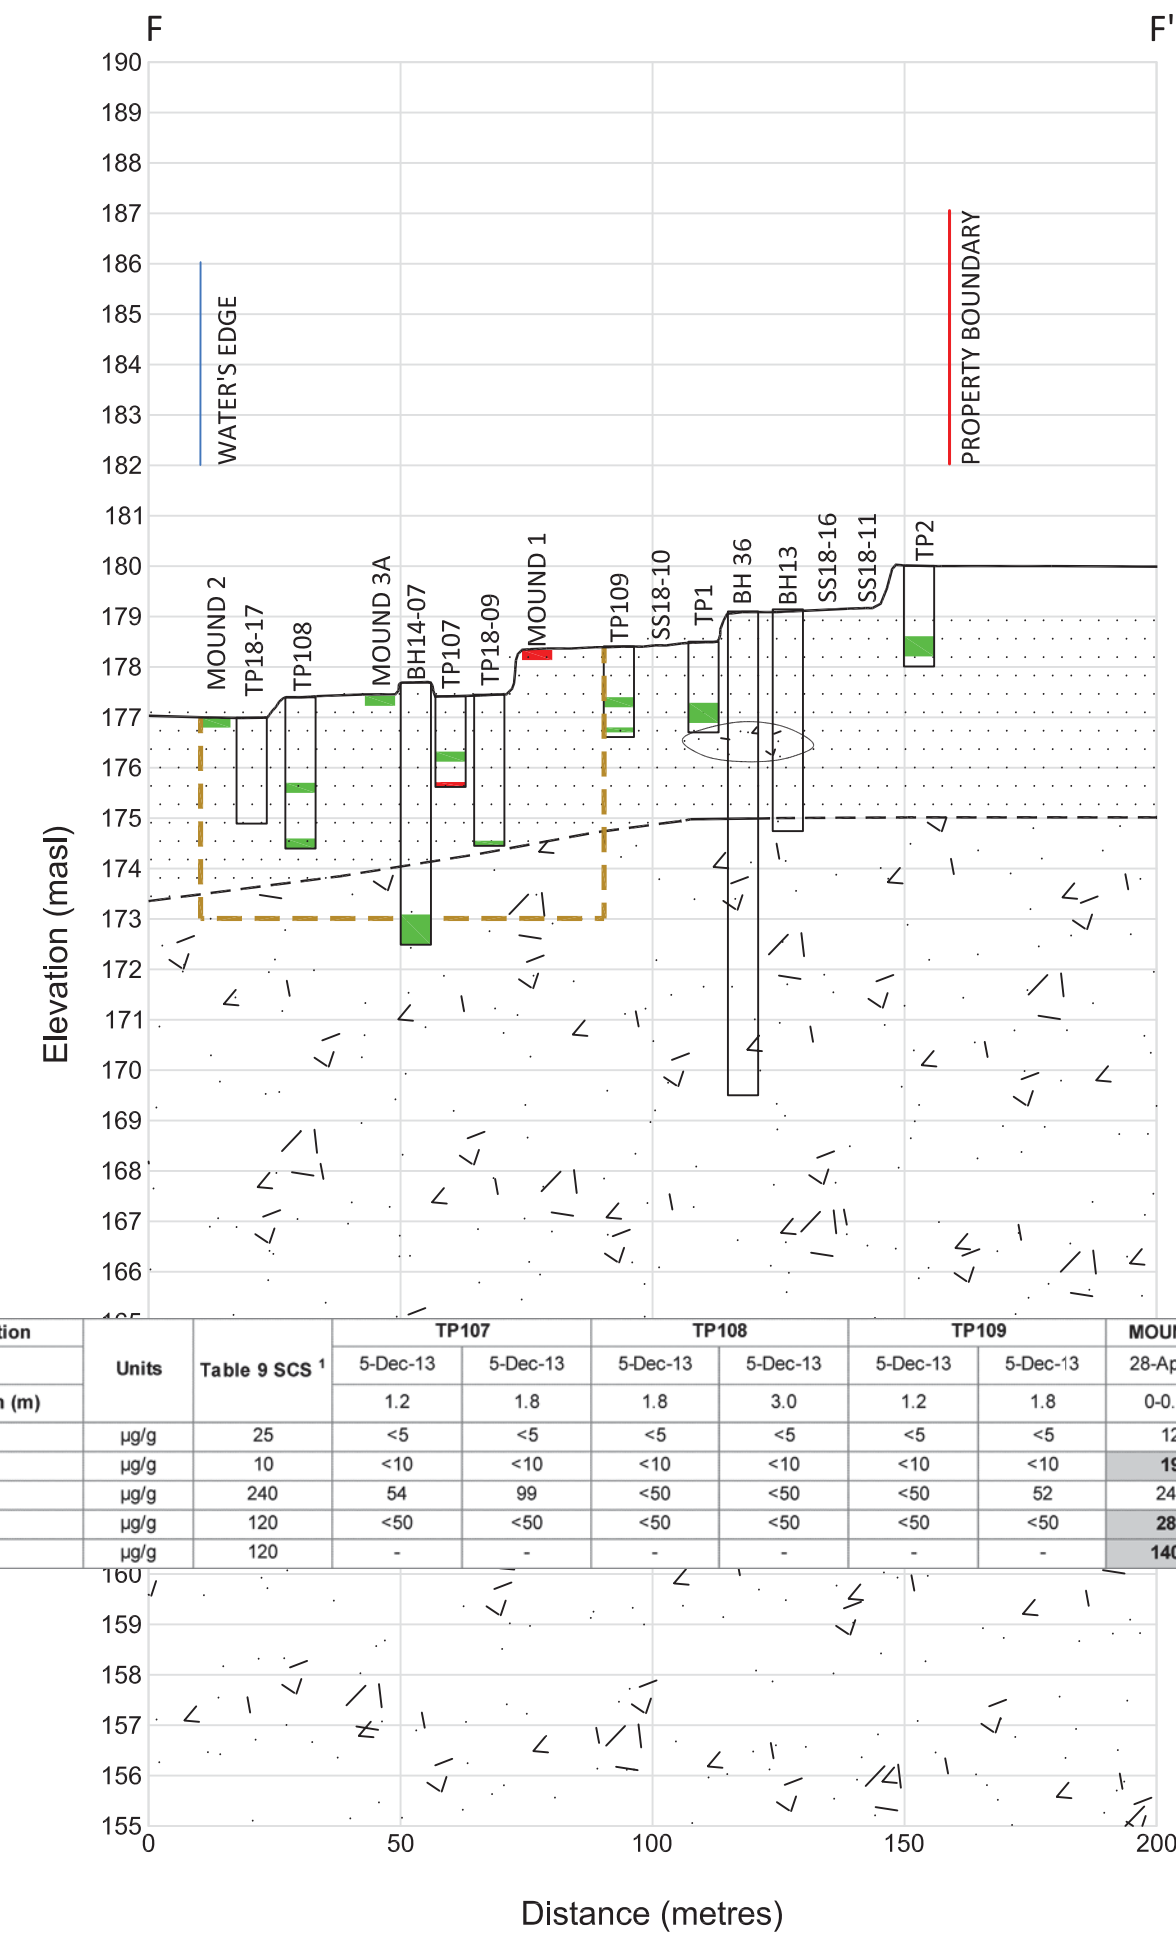 F F'
190
189
188
187
186
185
184
183
182
181
180
179
178
177
176
175
174
173
172
171
170
169
168
167
166
WATER'S EDGE
PROPERTY BOUNDARY
MOUND 2
TP18-17
TP108
MOUND 3A
BH14-07
TP107
TP18-09
MOUND 1
TP109
SS18-10
TP1
BH 36
BH13
SS18-16
SS18-11
TP2
Elevation (masl)
Units Table 9 SCS 1 TP107 TP108 TP109
5-Dec-13 5-Dec-13 5-Dec-13 5-Dec-13 5-Dec-13 5-Dec-13
(m) 1.2 1.8 1.8 3.0 1.2 1.8
µg/g 25 <5 <5 <5 <5 <5 <5
µg/g 10 <10 <10 <10 <10 <10 <10
µg/g 240 54 99 <50 <50 <50 52
µg/g 120 <50 <50 <50 <50 <50 <50
µg/g 120 - - - - - -
160
159
158
157
156
155
0 50 100 150 200
Distance (metres)